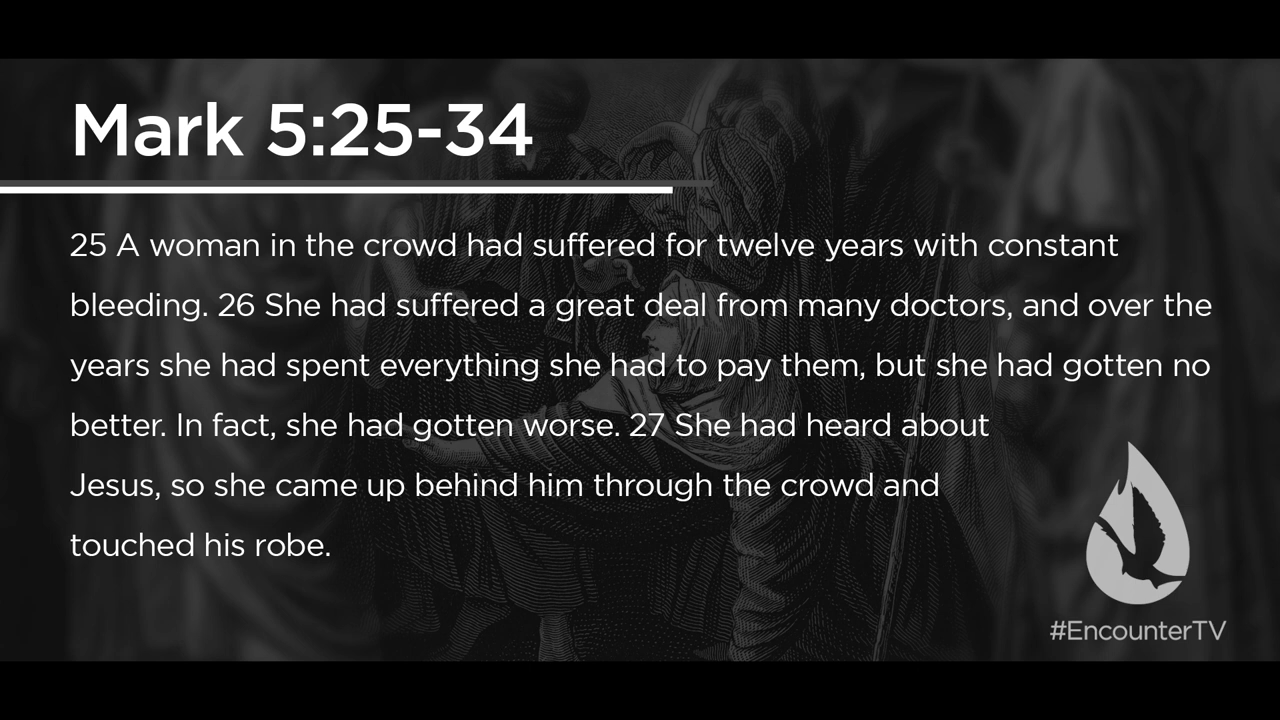 Mark 5:25-34
25 A woman in the crowd had suffered for twelve years with constant
bleeding. 26 She had suffered a great deal from many doctors, and over the
years she had spent everything she had to pay them, but she had gotten no
better. In fact, she had gotten worse. 27 She had heard about
Jesus, so she came up behind him through the crowd and
touched his robe.
#EncounterTV